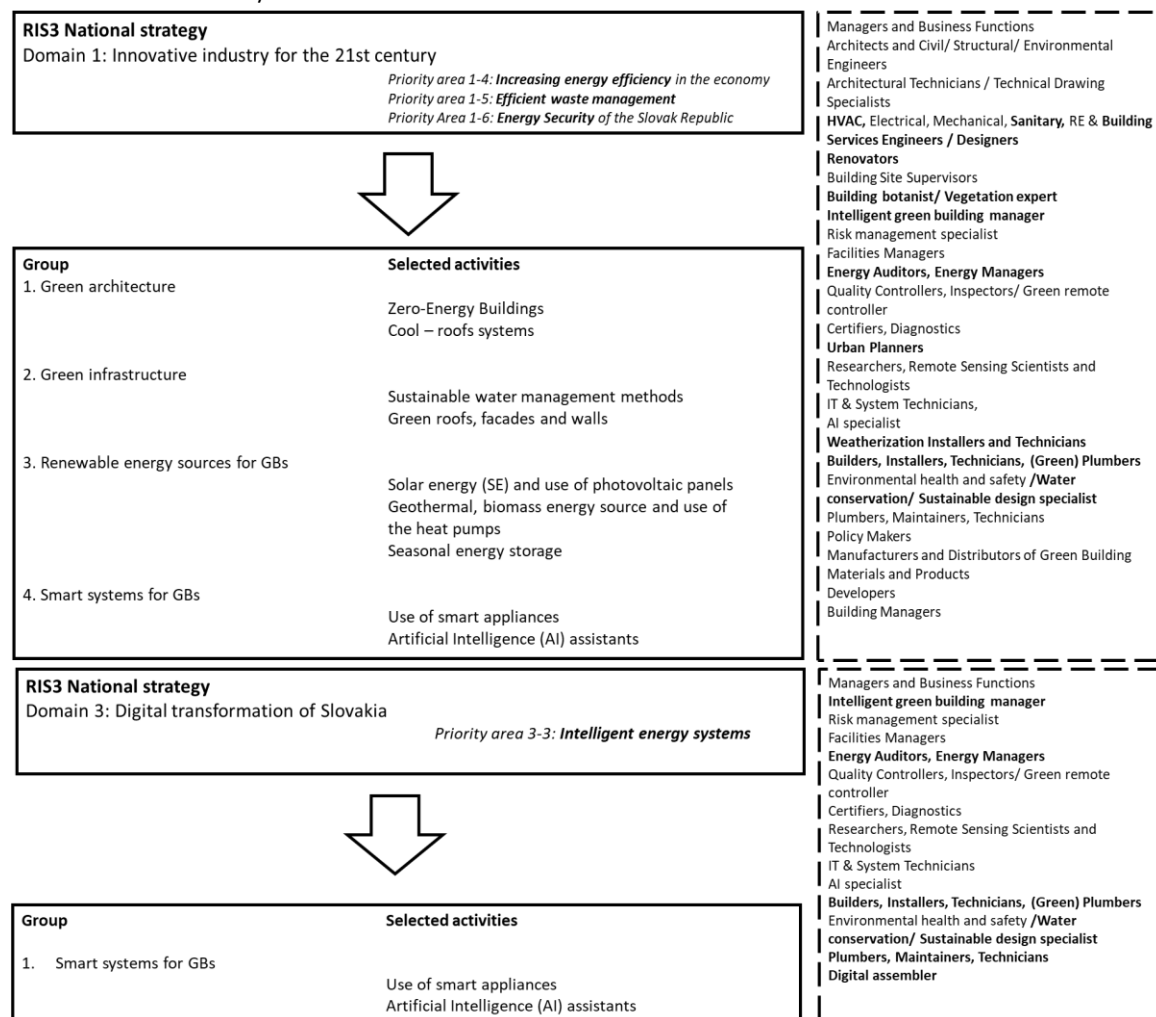 RIS3 National strategy
Domain 1: Innovative industry for the 21st century
Priority area 1-4: Increasing energy efficiency in the economy
Priority area 1-5: Efficient waste management
Priority Area 1-6: Energy Security of the Slovak Republic
Group Selected activities
1. Green architecture
Zero-Energy Buildings
Cool – roofs systems
2. Green infrastructure
Sustainable water management methods
Green roofs, facades and walls
3. Renewable energy sources for GBs
Solar energy (SE) and use of photovoltaic panels
Geothermal, biomass energy source and use of
the heat pumps
Seasonal energy storage
4. Smart systems for GBs
Use of smart appliances
Artificial Intelligence (AI) assistants
Managers and Business Functions
Architects and Civil/ Structural/ Environmental
Engineers
Architectural Technicians / Technical Drawing
Specialists
HVAC, Electrical, Mechanical, Sanitary, RE & Building
Services Engineers / Designers
Renovators
Building Site Supervisors
Building botanist/ Vegetation expert
Intelligent green building manager
Risk management specialist
Facilities Managers
Energy Auditors, Energy Managers
Quality Controllers, Inspectors/ Green remote
controller
Certifiers, Diagnostics
Urban Planners
Researchers, Remote Sensing Scientists and
Technologists
IT & System Technicians,
AI specialist
Weatherization Installers and Technicians
Builders, Installers, Technicians, (Green) Plumbers
Environmental health and safety /Water
conservation/ Sustainable design specialist
Plumbers, Maintainers, Technicians
Policy Makers
Manufacturers and Distributors of Green Building
Materials and Products
Developers
Building Managers
RIS3 National strategy
Domain 3: Digital transformation of Slovakia
Priority area 3-3: Intelligent energy systems
Group Selected activities
1. Smart systems for GBs
Use of smart appliances
Artificial Intelligence (AI) assistants
Managers and Business Functions
Intelligent green building manager
Risk management specialist
Facilities Managers
Energy Auditors, Energy Managers
Quality Controllers, Inspectors/ Green remote
controller
Certifiers, Diagnostics
Researchers, Remote Sensing Scientists and
Technologists
IT & System Technicians
AI specialist
Builders, Installers, Technicians, (Green) Plumbers
Environmental health and safety /Water
conservation/ Sustainable design specialist
Plumbers, Maintainers, Technicians
Digital assembler